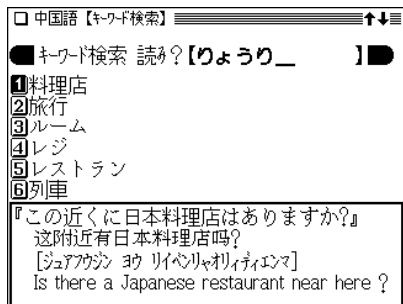 中国語【ｷｰﾜｰﾄﾞ検索】 ↑↓
ｷｰﾜｰﾄﾞ検索 読み?【りょうり_ 】
1料理店
2旅行
3ルーム
4レジ
5レストラン
6列車
『この近くに日本料理店はありますか?』
这附近有日本料理店吗?
[ジュァフウジン ヨウ リイベンリャオリィディエンマ]
Is there a Japanese restaurant near here ?